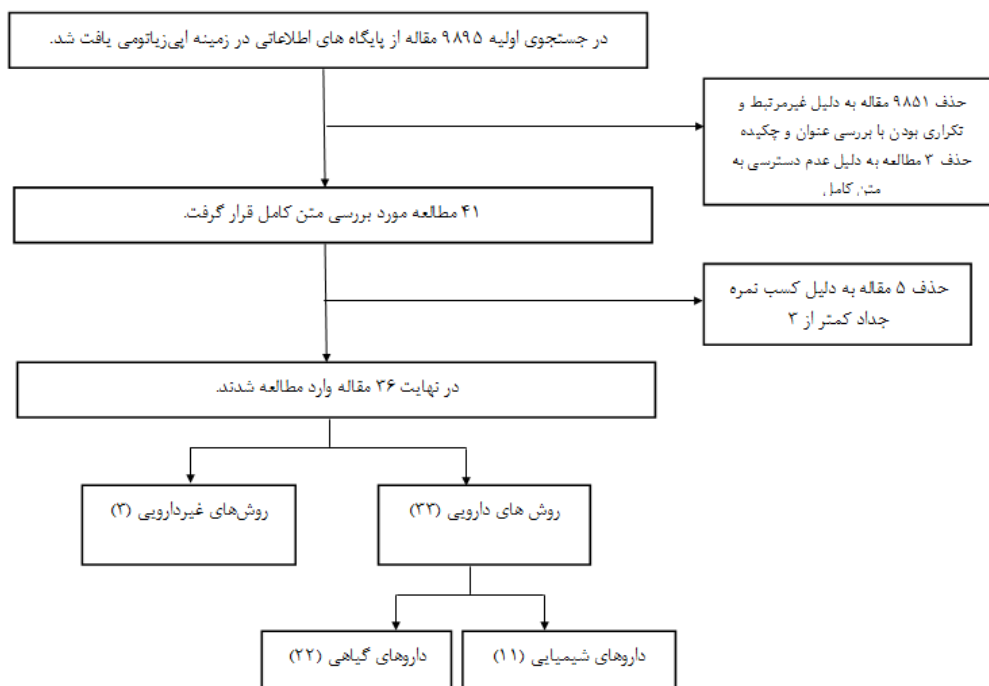 در جستجوی اولیه ۹۸۹۵ مقاله از پایگاه های اطلاعاتی در زمینه اپی‌زیاتومی یافت شد.
حذف ۹۸۵۱ مقاله به دلیل غیرمرتبط و
تکراری بودن با بررسی عنوان و چکیده
حذف ۳ مطالعه به دلیل عدم دسترسی به
متن کامل
۴۱ مطالعه مورد بررسی متن کامل قرار گرفت.
حذف ۵ مقاله به دلیل کسب نمره
جداد کمتر از ۳
در نهایت ۳۶ مقاله وارد مطالعه شدند.
روش های دارویی (۳۳)
روش‌های غیردارویی (۳)
داروهای شیمیایی (۱۱)
داروهای گیاهی (۲۲)